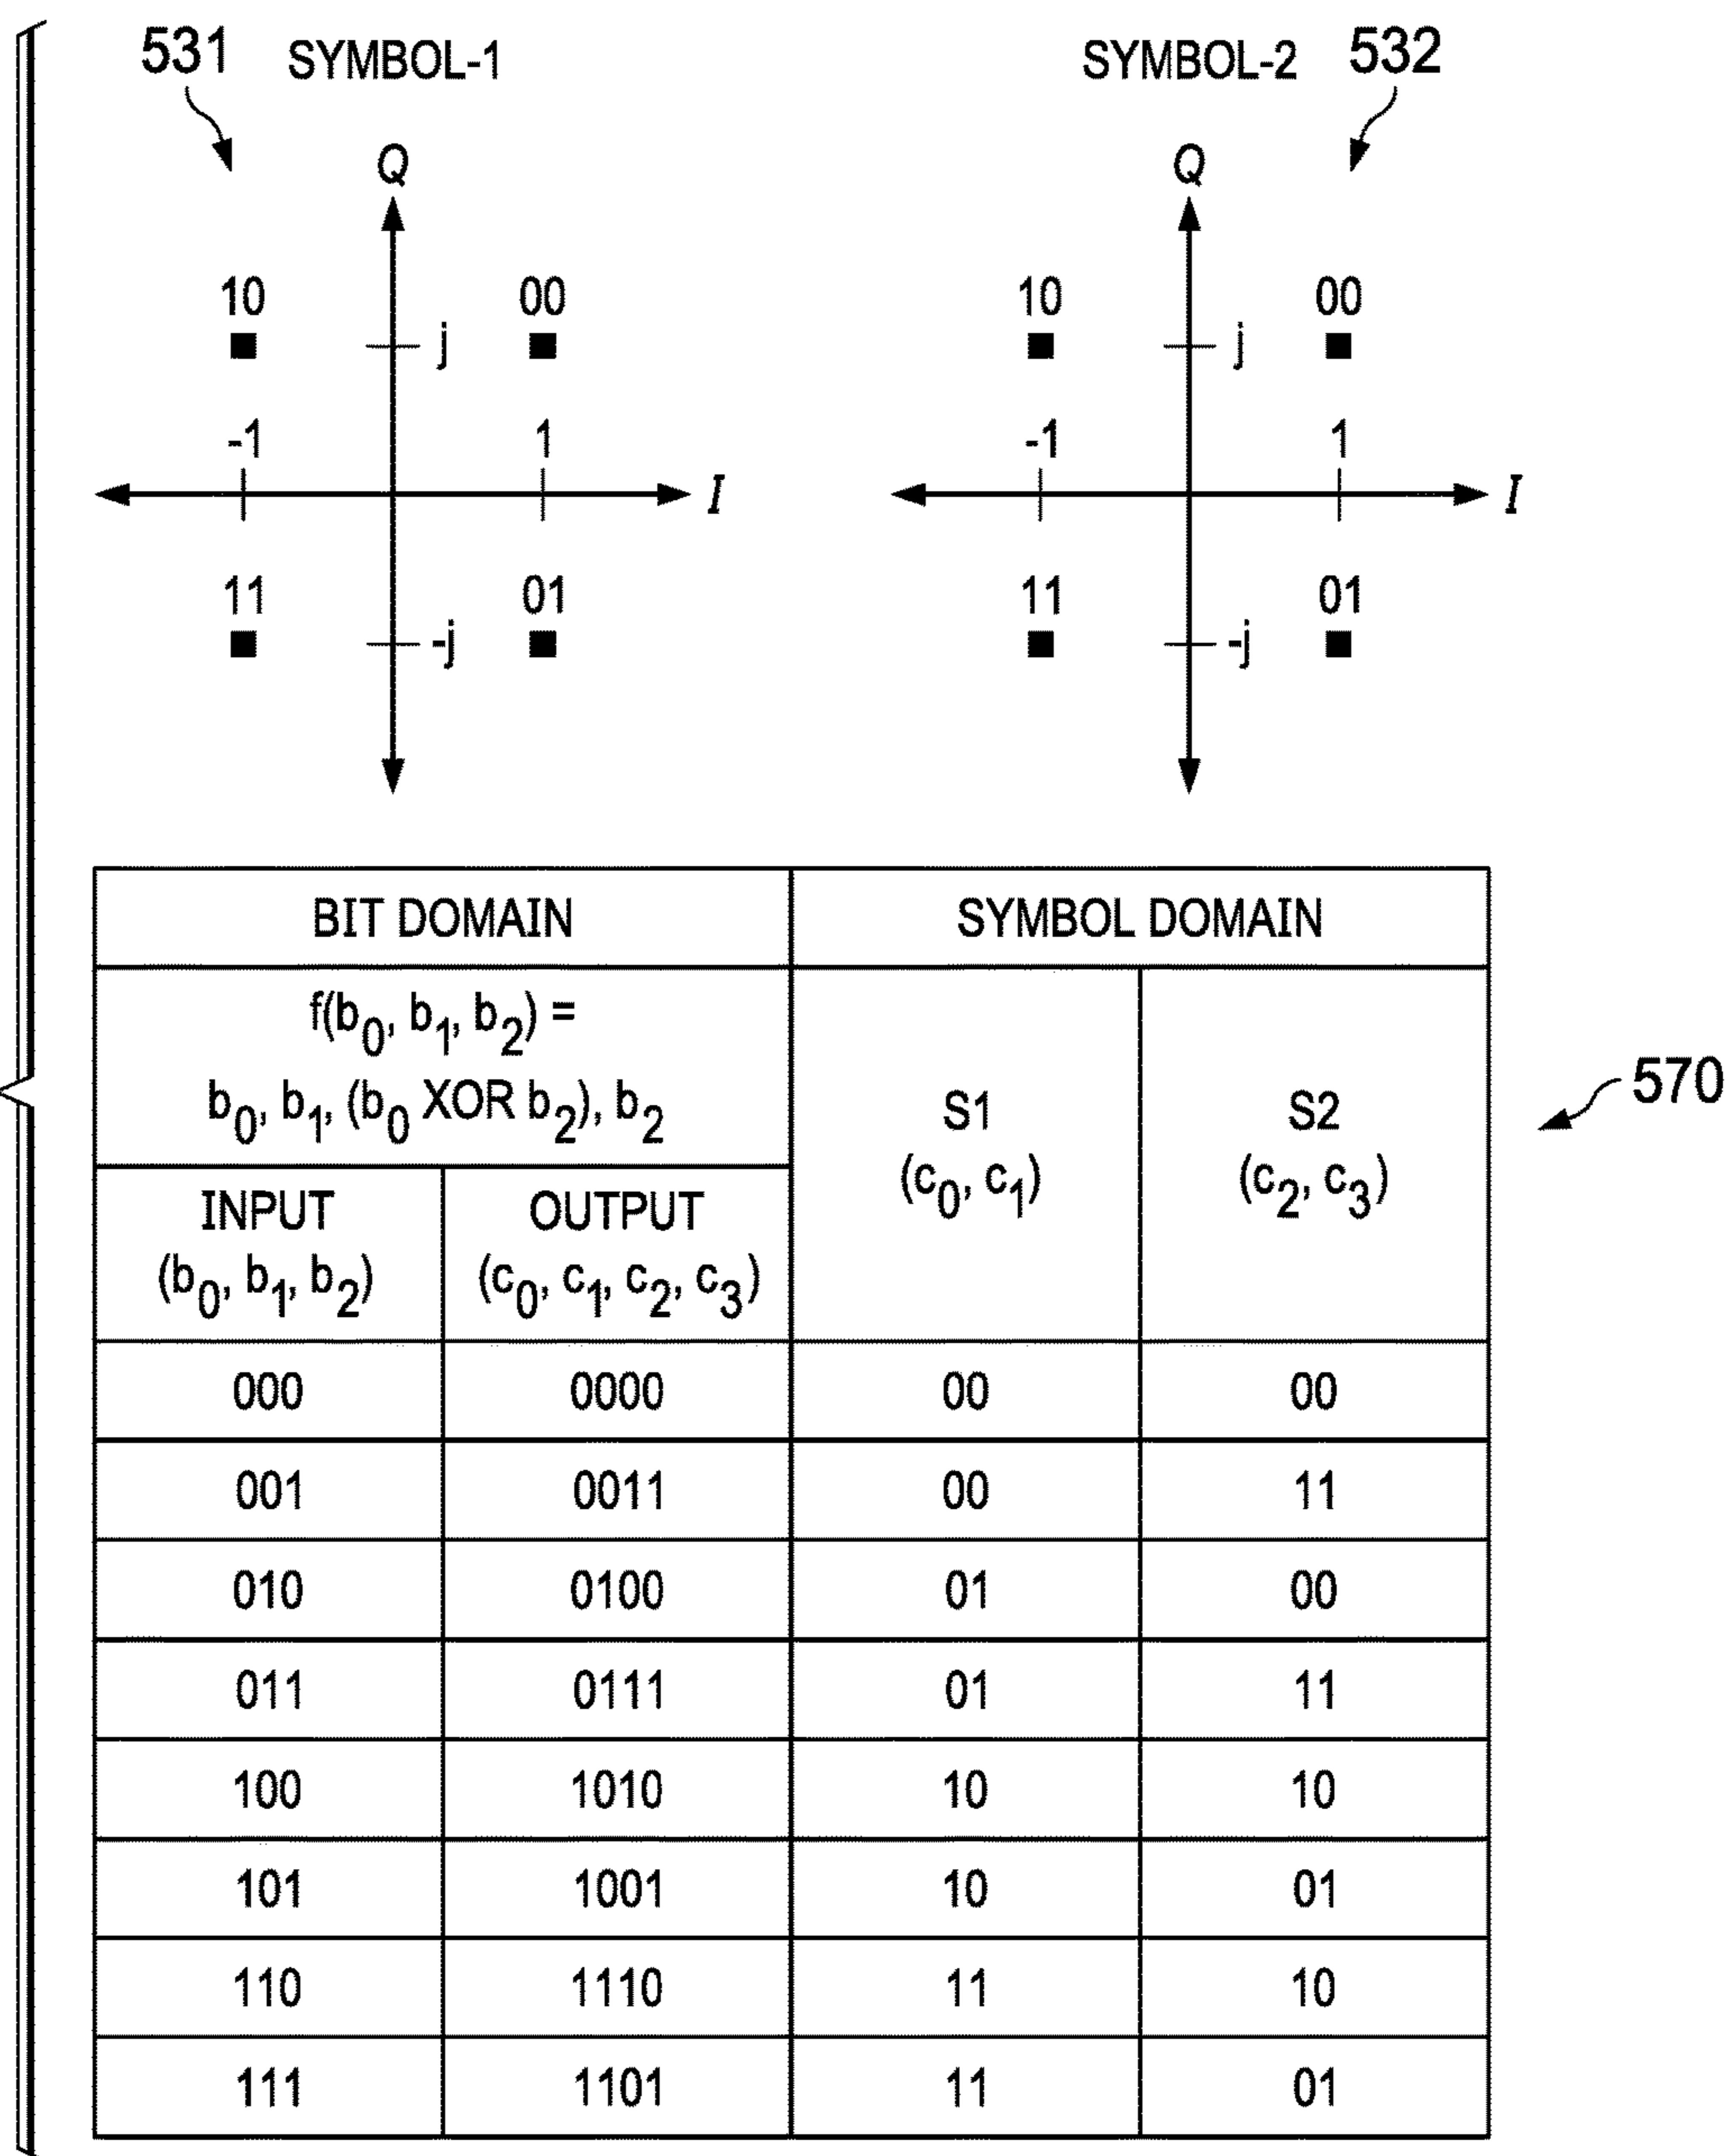 531 SYMBOL-1
SYMBOL-2 532
Q
10 00
j
-1 1
I
11 01
-j
Q
10 00
j
-1 1
I
11 01
-j
BIT DOMAIN SYMBOL DOMAIN
f(b0, b1, b2) =
b0, b1, (b0 XOR b2), b2
S1
(c0, c1)
S2
(c2, c3)
570
INPUT
(b0, b1, b2)
OUTPUT
(c0, c1, c2, c3)
000 0000 00 00
001 0011 00 11
010 0100 01 00
011 0111 01 11
100 1010 10 10
101 1001 10 01
110 1110 11 10
111 1101 11 01